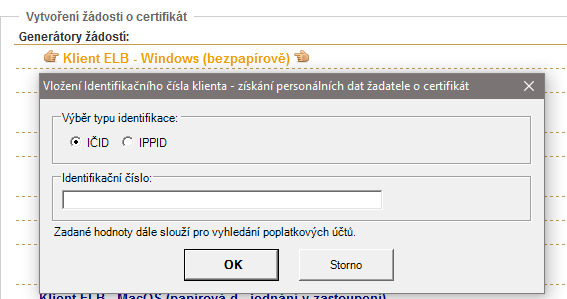 Vytvoření žádosti o certifikát
Generátory žádosti:
Klient ELB - Windows (bezpapírově)
Vložení Identifikačního čísla klienta - získání personálních dat žadatele o certifikát
Výběr typu identifikace:
IČID IPPID
Identifikační číslo:
Zadané hodnoty dále slouží pro vyhledání poplatkových účtů.
OK Storno
Klient ELB - MacOS (papírová d jednání v zastoupení)